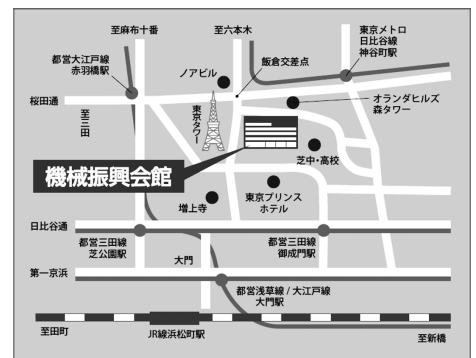 至麻布十番
至六本木
東京メトロ
日比谷線
神谷町駅
都営大江戸線
赤羽橋駅
ノアビル
飯倉交差点
桜田通
至三田
東京タワー
オランダヒルズ
森タワー
芝中・高校
機械振興会館
増上寺
東京プリンス
ホテル
日比谷通
都営三田線
芝公園駅
大門
都営三田線
御成門駅
第一京浜
都営浅草線/大江戸線
大門駅
至田町
JR線浜松町駅
至新橋